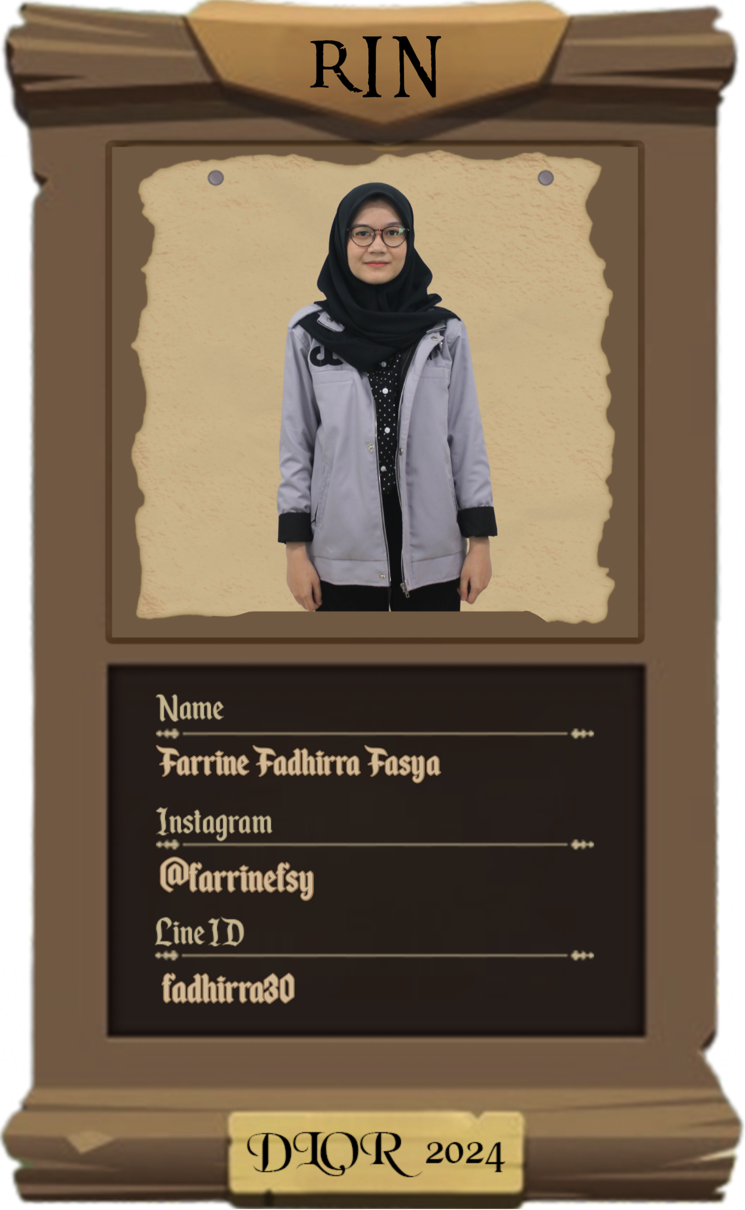 RIN
Name
Farrine Fadhirra Fasya
Instagram
@farrinefsy
Line ID
fadhirra30
DLOR 2024